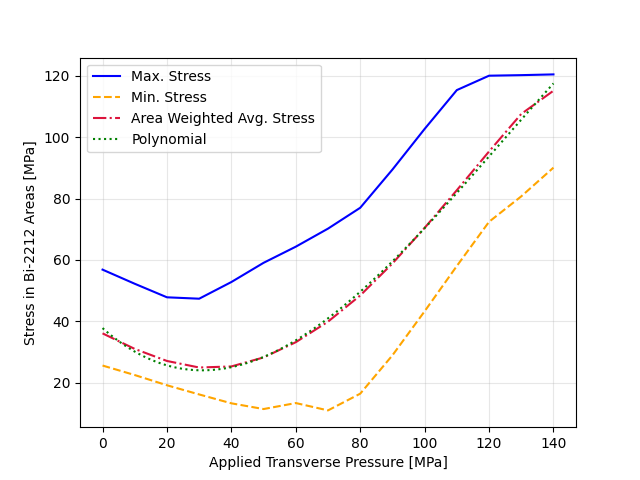 Max. Stress
Min. Stress
Area Weighted Avg. Stress
Polynomial
120
100
80
60
40
20
Stress in Bi-2212 Areas [MPa]
0 20 40 60 80 100 120 140
Applied Transverse Pressure [MPa]